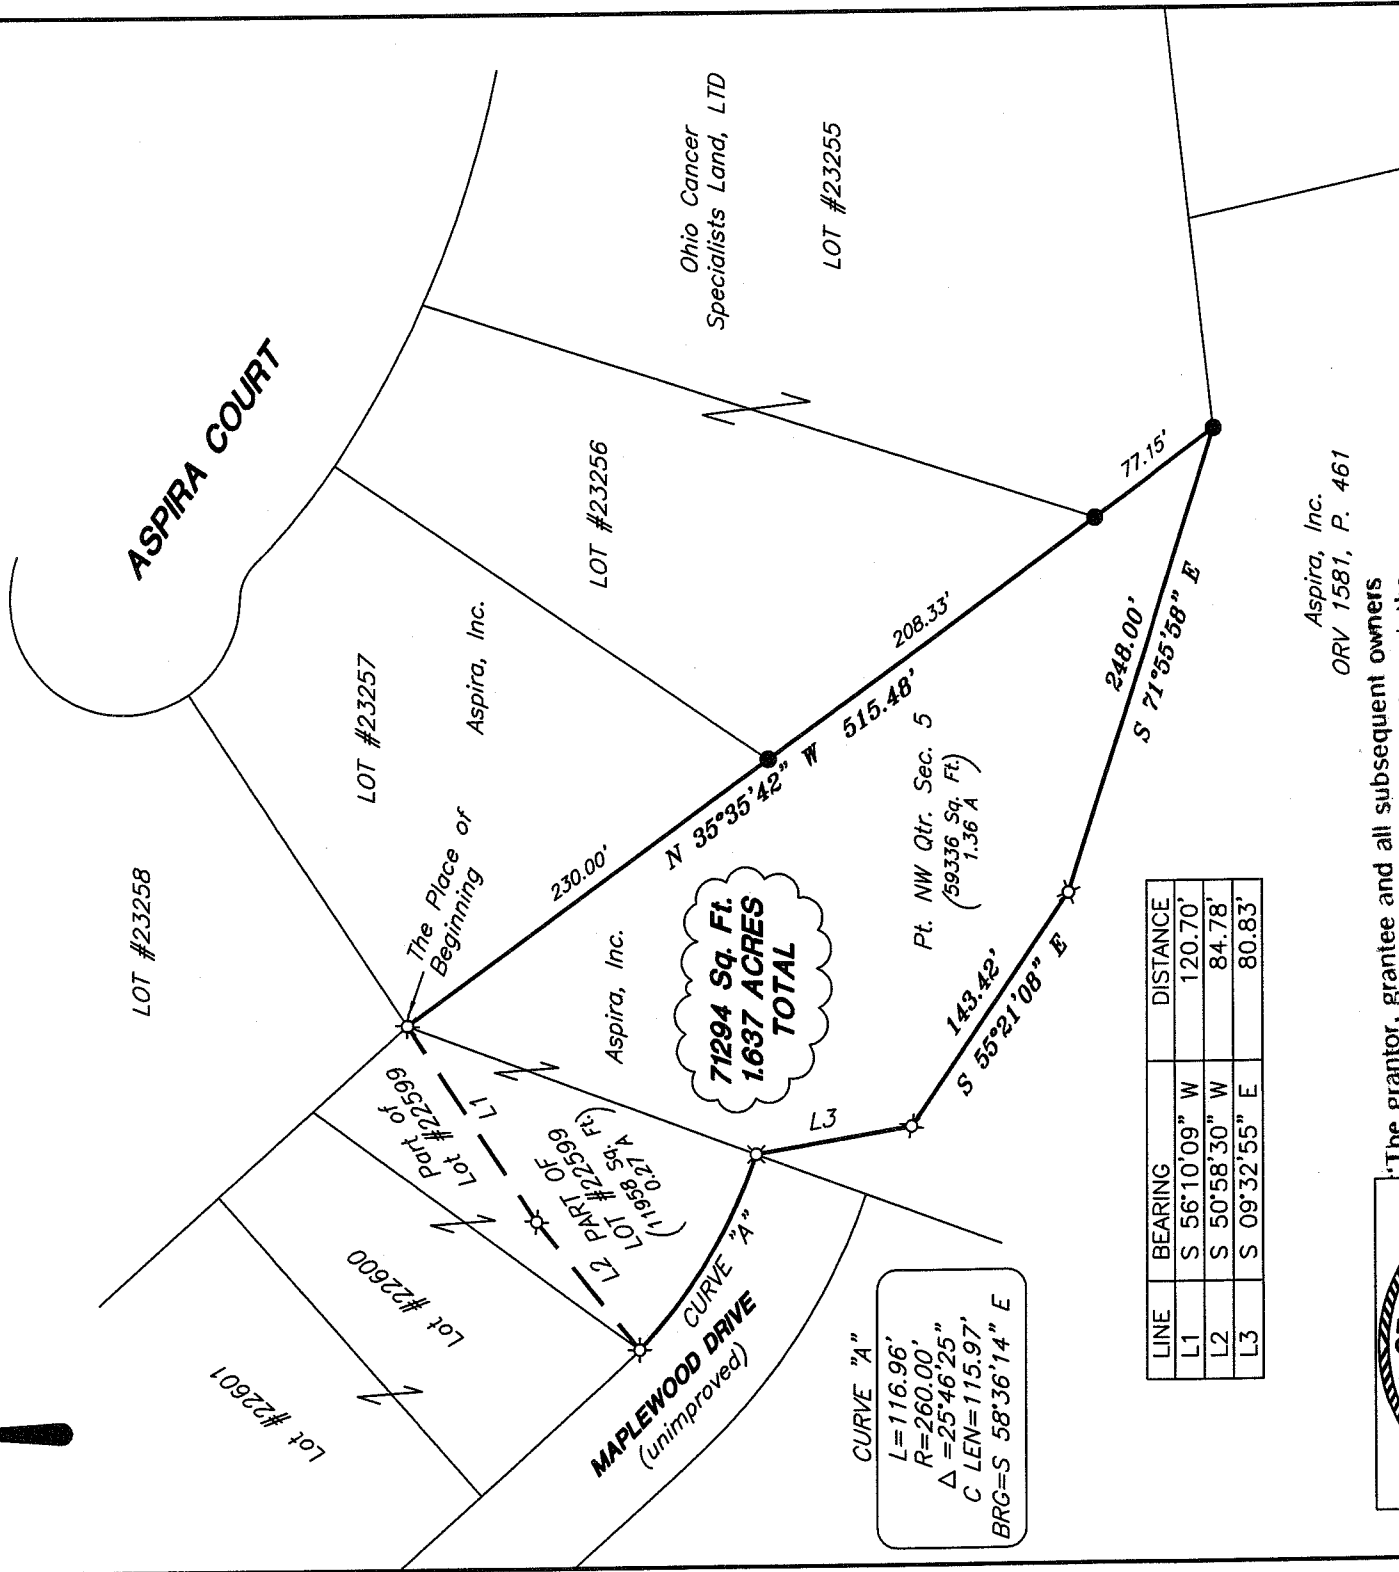 ASPIRA COURT
Ohio Cancer
Specialists Land, LTD
LOT #23255
LOT #23256
LOT #23257
Aspira, Inc.
LOT #23258
The Place of
Beginning
230.00'
208.33'
77.15'
N 35°35'42" W 515.48'
248.00'
S 71°55'58" E
143.42'
S 55°21'08" E
L3
Pt. NW Qtr. Sec. 5
(59336 Sq. Ft.)
1.36 A
Aspira, Inc.
71294 Sq. Ft.
1.637 ACRES
TOTAL
Part of
Lot #22599
L1
L2
PART OF
LOT #22599
(11958 Sq. Ft.)
0.27 A
Lot #22600
Lot #22601
CURVE "A"
MAPLEWOOD DRIVE
(unimproved)
CURVE "A"
L=116.96'
R=260.00'
Δ=25°46'25"
C LEN=115.97'
BRG=S 58°36'14" E
LINE BEARING DISTANCE
L1 S 56°10'09" W 120.70'
L2 S 50°58'30" W 84.78'
L3 S 09°32'55" E 80.83'
Aspira, Inc.
ORV 1581, P. 461
"The grantor, grantee and all subsequent owners